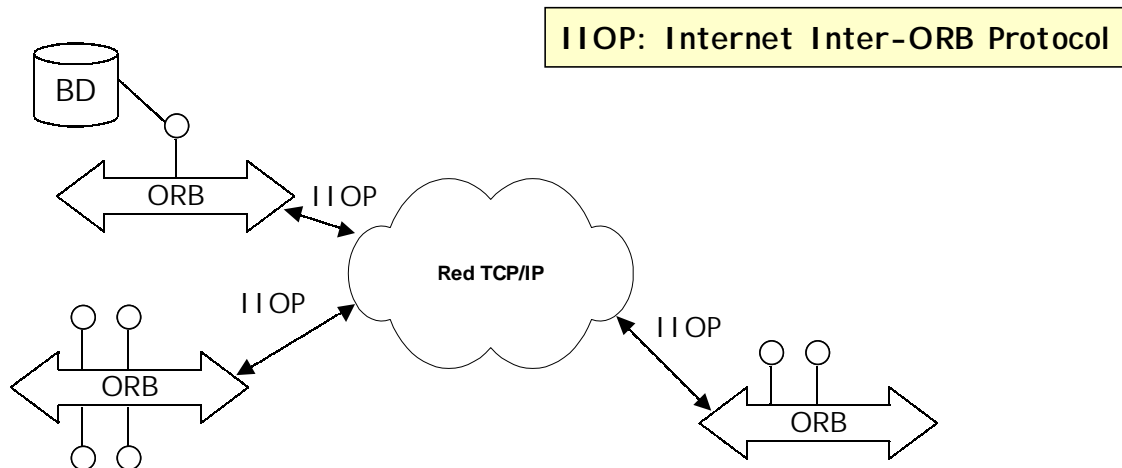 IIOP: Internet Inter-ORB Protocol
BD
ORB
IIOP
Red TCP/IP
IIOP
ORB
IIOP
ORB